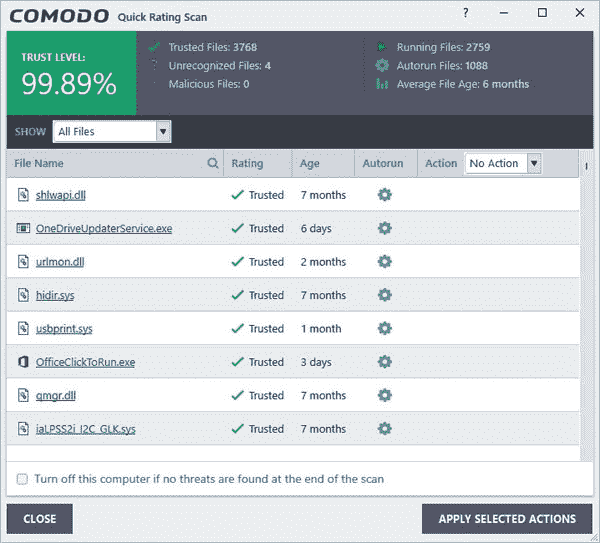 COMODO Quick Rating Scan
TRUST LEVEL:
99.89%
Trusted Files: 3768
Unrecognized Files: 4
Malicious Files: 0
Running Files: 2759
Autorun Files: 1088
Average File Age: 6 months
SHOW All Files
File Name Rating Age Autorun Action No Action
shlwapi.dll Trusted 7 months
OneDriveUpdaterService.exe Trusted 6 days
urlmon.dll Trusted 2 months
hidir.sys Trusted 7 months
usbprint.sys Trusted 1 month
OfficeClickToRun.exe Trusted 3 days
qmgr.dll Trusted 7 months
iaLPSS2i_I2C_GLK.sys Trusted 7 months
Turn off this computer if no threats are found at the end of the scan
CLOSE APPLY SELECTED ACTIONS